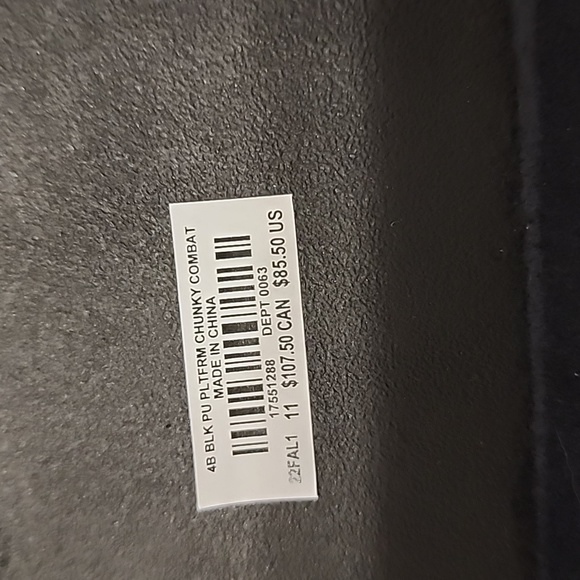 4B BLK PU PLTFRM CHUNKY COMBAT
MADE IN CHINA
17551288 DEPT 0063
22FAL1 11 $107.50 CAN $85.50 US